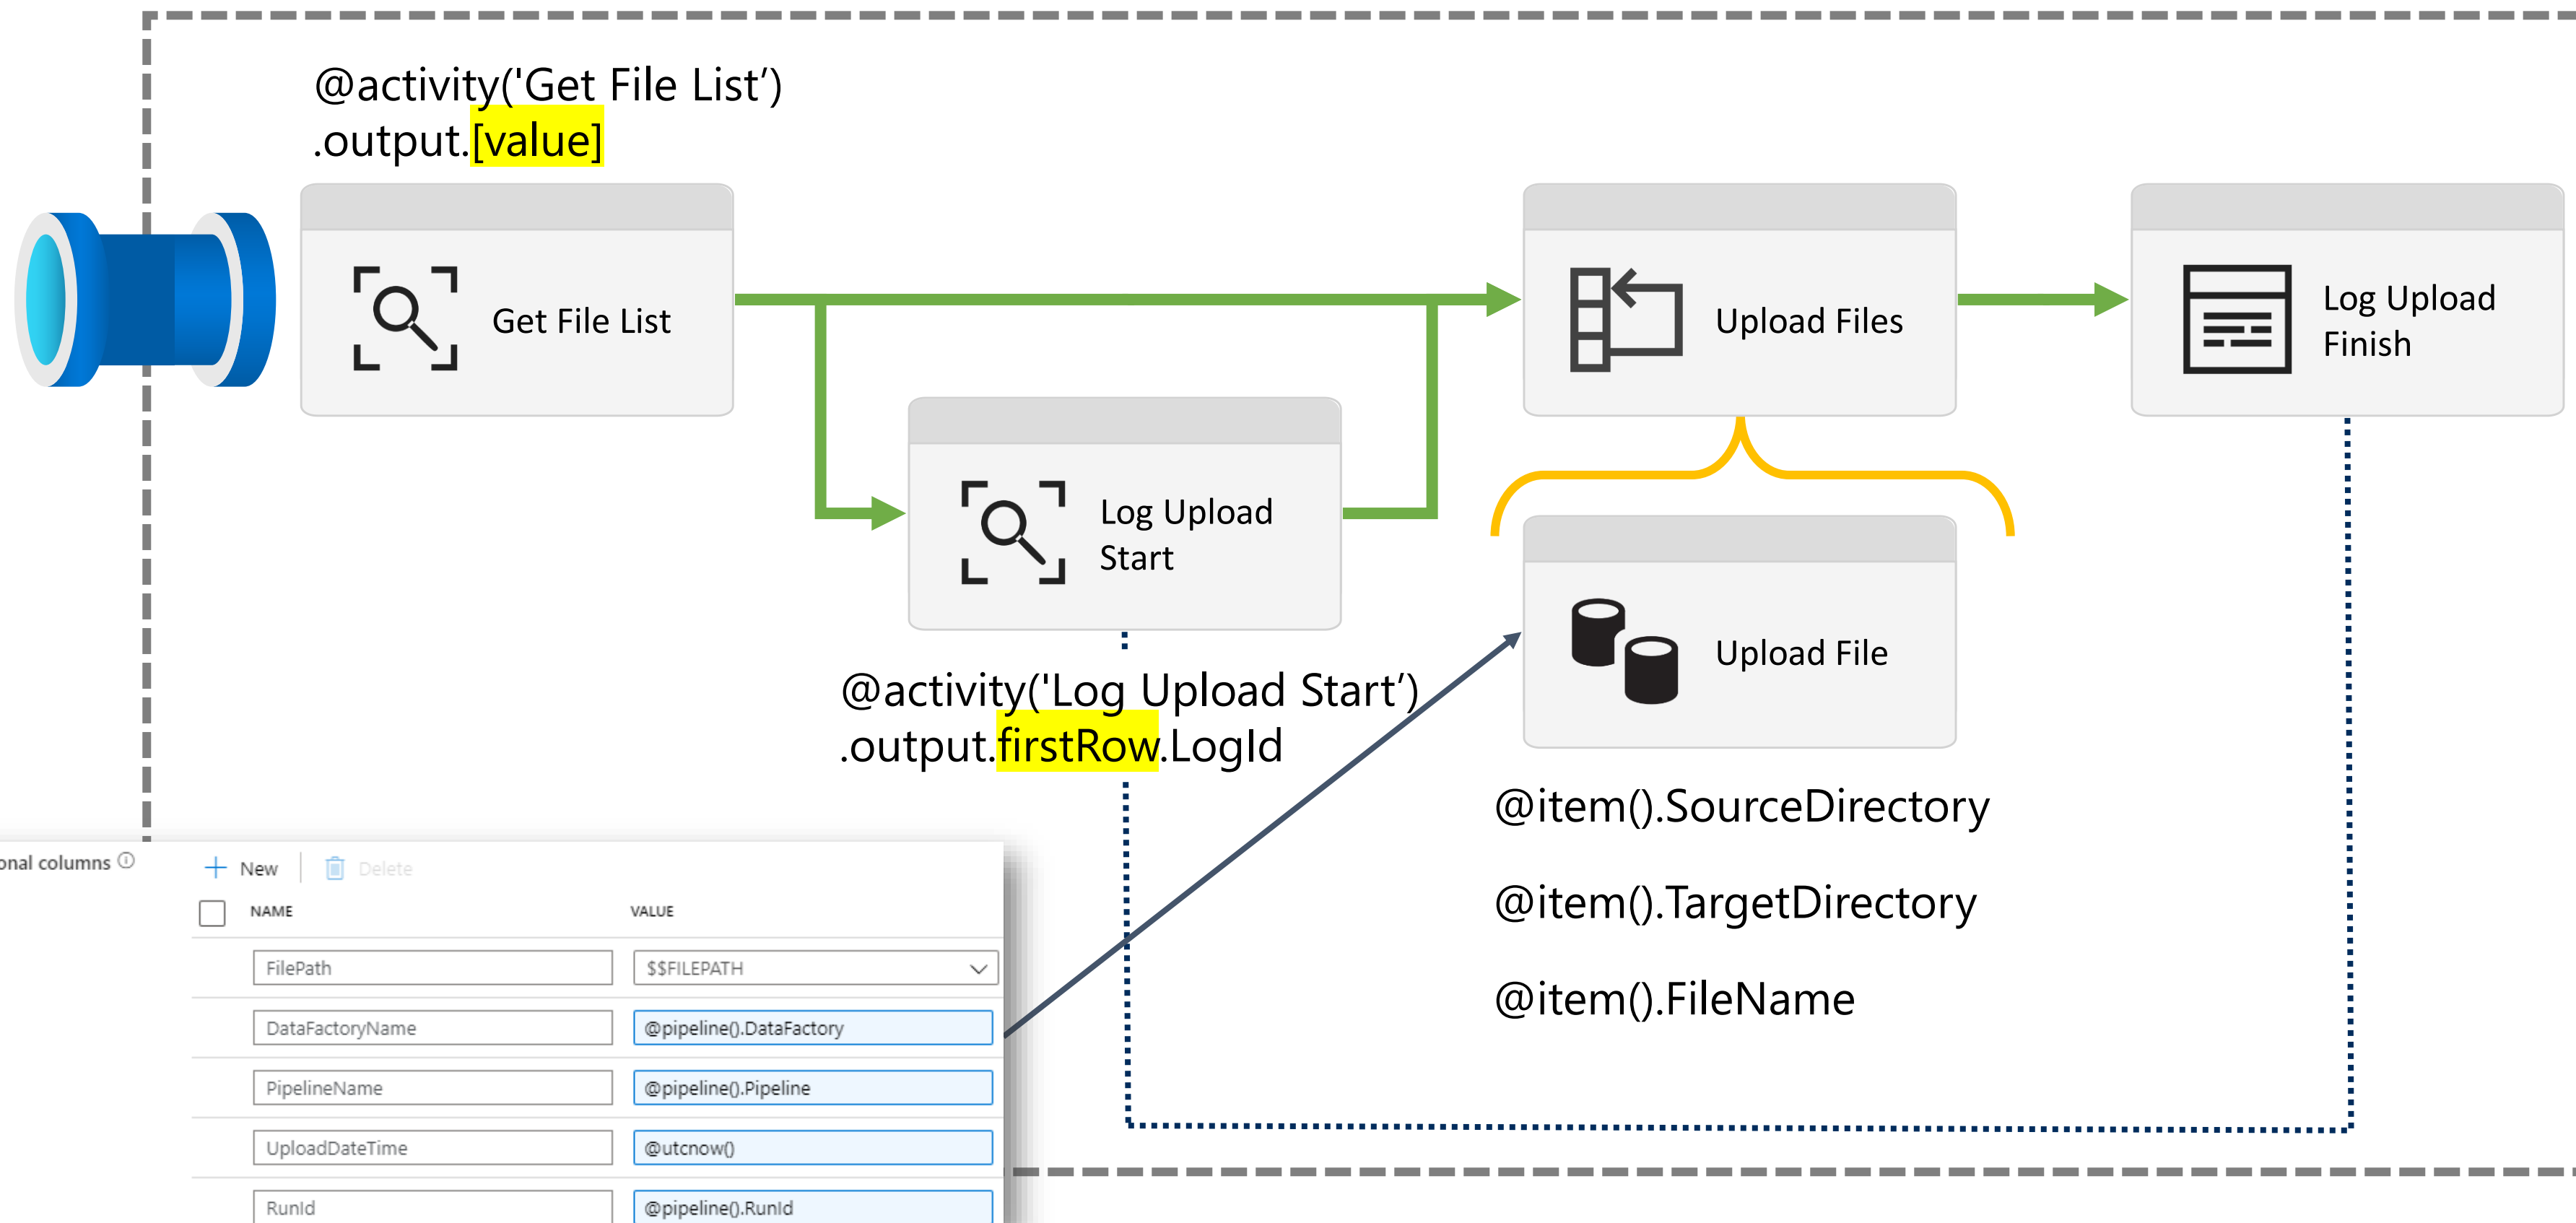 @activity('Get File List’)
.output.[value]
Get File List
Upload Files
Log Upload
Finish
Log Upload
Start
Upload File
@activity('Log Upload Start’)
.output.firstRow.LogId
@item().SourceDirectory
@item().TargetDirectory
@item().FileName
onal columns
+ New
Delete
NAME VALUE
FilePath $$FILEPATH
DataFactoryName @pipeline().DataFactory
PipelineName @pipeline().Pipeline
UploadDateTime @utcnow()
RunId @pipeline().RunId